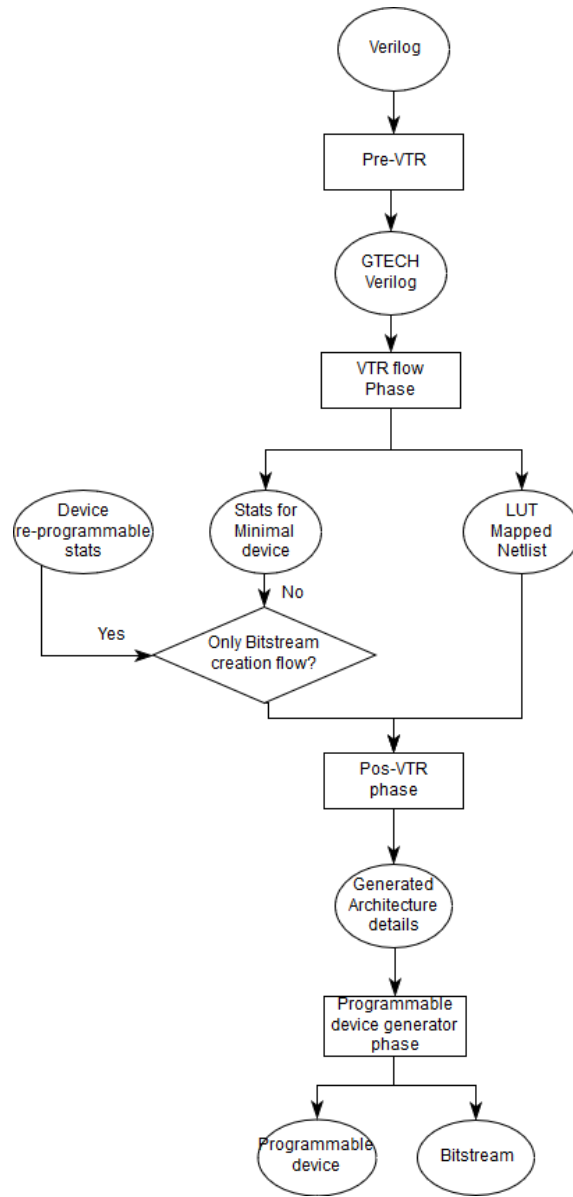 Verilog
Pre-VTR
GTECH
Verilog
VTR flow
Phase
Device
re-programmable
stats
Stats for
Minimal
device
LUT
Mapped
Netlist
No
Yes
Only Bitstream
creation flow?
Pos-VTR
phase
Generated
Architecture
details
Programmable
device generator
phase
Programmable
device
Bitstream